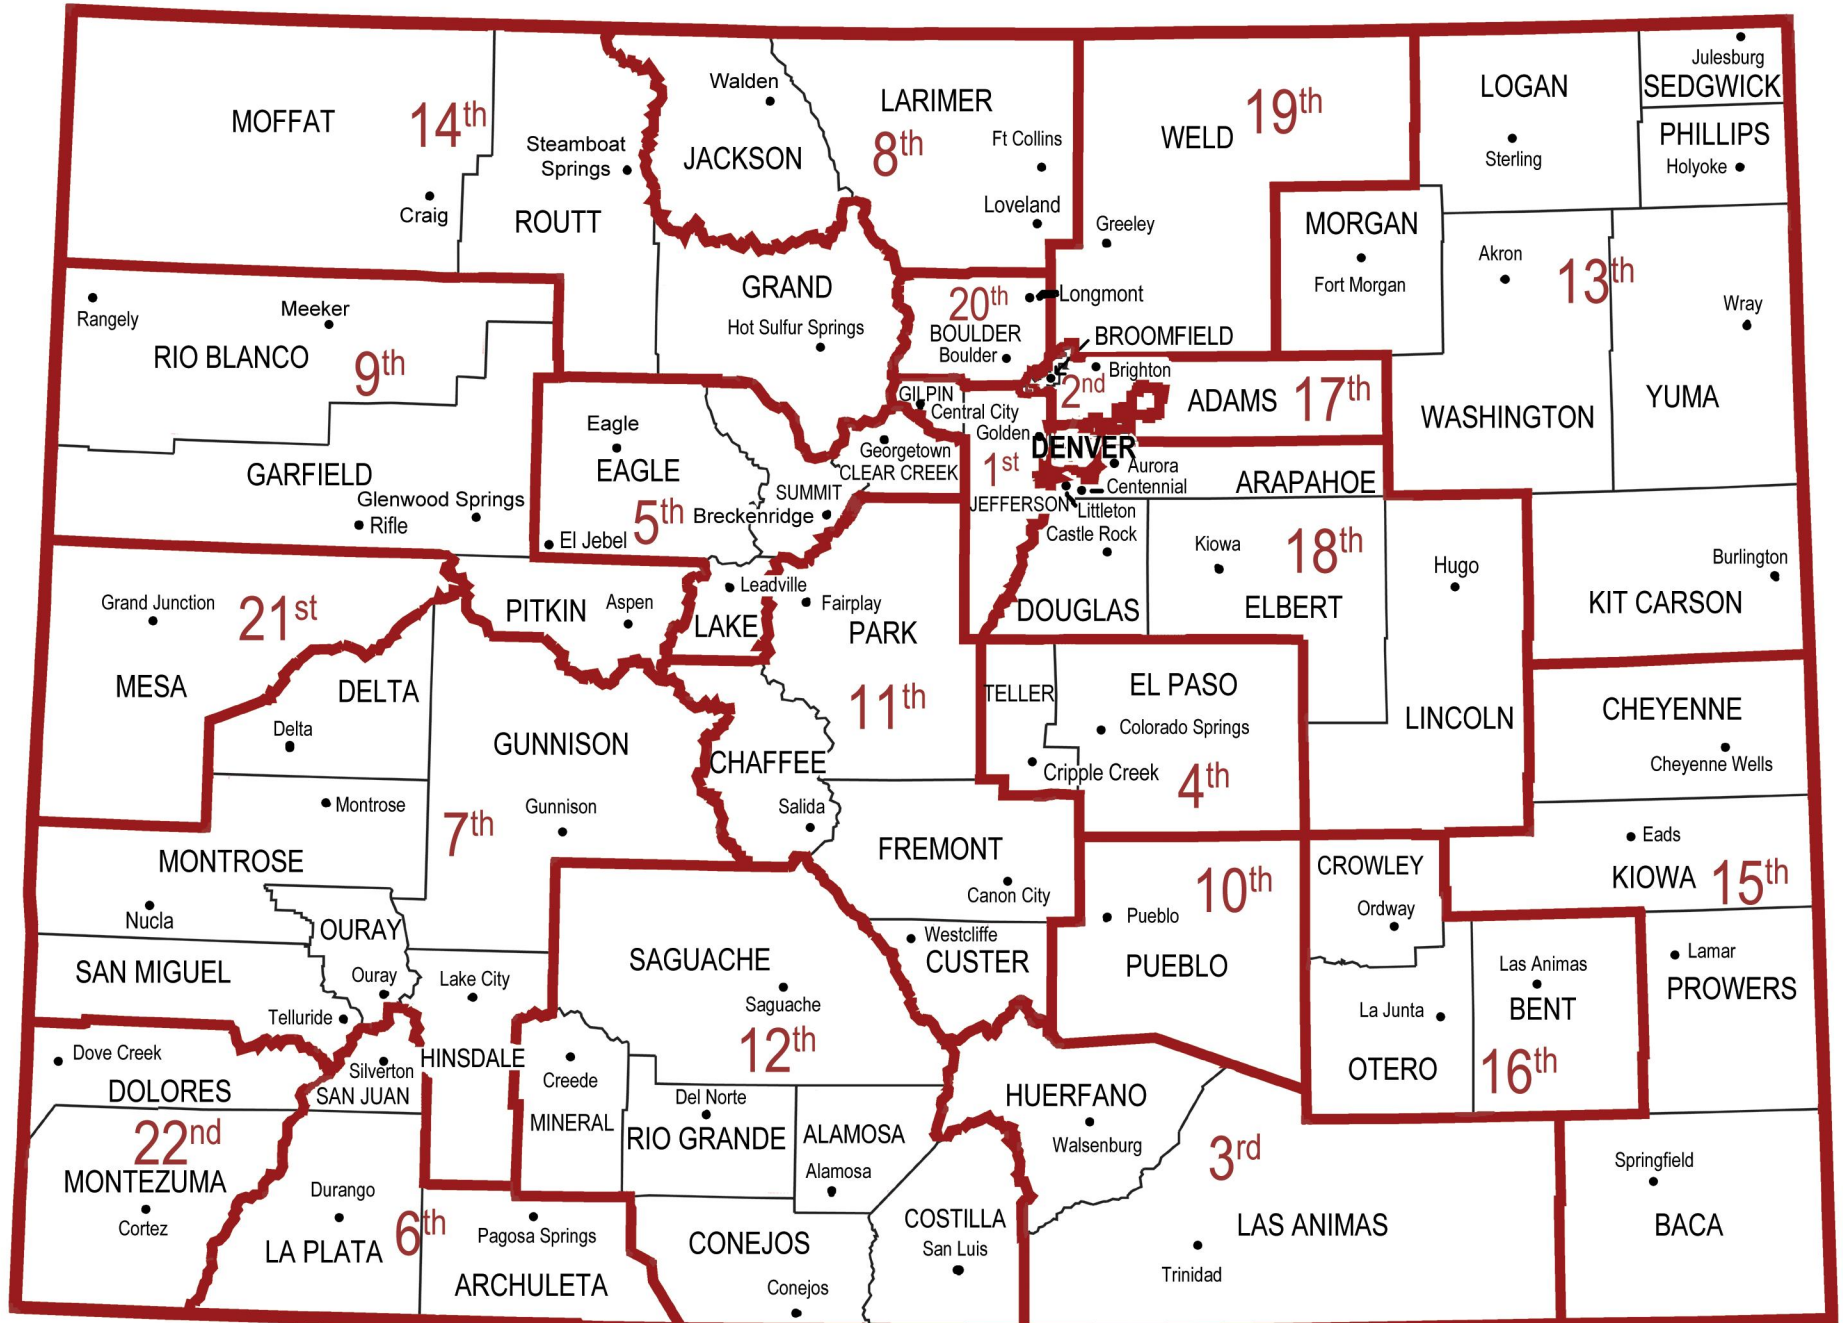 MOFFAT
14th
Craig
Steamboat
Springs
ROUTT
Walden
JACKSON
LARIMER
8th
Ft Collins
Loveland
19th
WELD
Greeley
LOGAN
Sterling
Julesburg
SEDGWICK
PHILLIPS
Holyoke
MORGAN
Fort Morgan
Akron
13th
Wray
YUMA
WASHINGTON
Rangely
Meeker
RIO BLANCO
9th
GRAND
Hot Sulfur Springs
20th
Longmont
BOULDER
Boulder
BROOMFIELD
Brighton
2nd
ADAMS
17th
GILPIN
Central City
Golden
DENVER
1st
Georgetown
CLEAR CREEK
JEFFERSON
Aurora
Centennial
Littleton
Castle Rock
ARAPAHOE
GARFIELD
Glenwood Springs
Rifle
Eagle
EAGLE
5th
El Jebel
SUMMIT
Breckenridge
Kiowa
18th
ELBERT
DOUGLAS
Hugo
LINCOLN
Burlington
KIT CARSON
Grand Junction
21st
MESA
PITKIN
Aspen
Leadville
LAKE
Fairplay
PARK
11th
TELLER
EL PASO
Colorado Springs
Cripple Creek
4th
CHEYENNE
Cheyenne Wells
DELTA
Delta
GUNNISON
Gunnison
CHAFFEE
Salida
Montrose
MONTROSE
7th
Nucla
FREMONT
Canon City
10th
Pueblo
PUEBLO
CROWLEY
Ordway
Eads
KIOWA
15th
OURAY
Ouray
SAN MIGUEL
Telluride
Lake City
SAGUACHE
Saguache
12th
Westcliffe
CUSTER
La Junta
OTERO
Las Animas
BENT
16th
Lamar
PROWERS
Dove Creek
DOLORES
22nd
MONTEZUMA
Cortez
Silverton
SAN JUAN
HINSDALE
Creede
MINERAL
Del Norte
RIO GRANDE
ALAMOSA
Alamosa
HUERFANO
Walsenburg
3rd
Durango
LA PLATA
6th
Pagosa Springs
ARCHULETA
CONEJOS
Conejos
COSTILLA
San Luis
LAS ANIMAS
Trinidad
Springfield
BACA